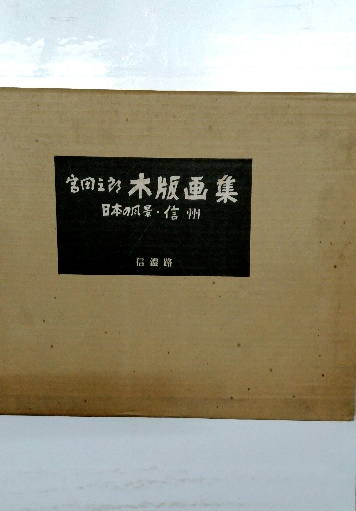 宮田三郎 木版画集
日本の風景・信州
信濃路